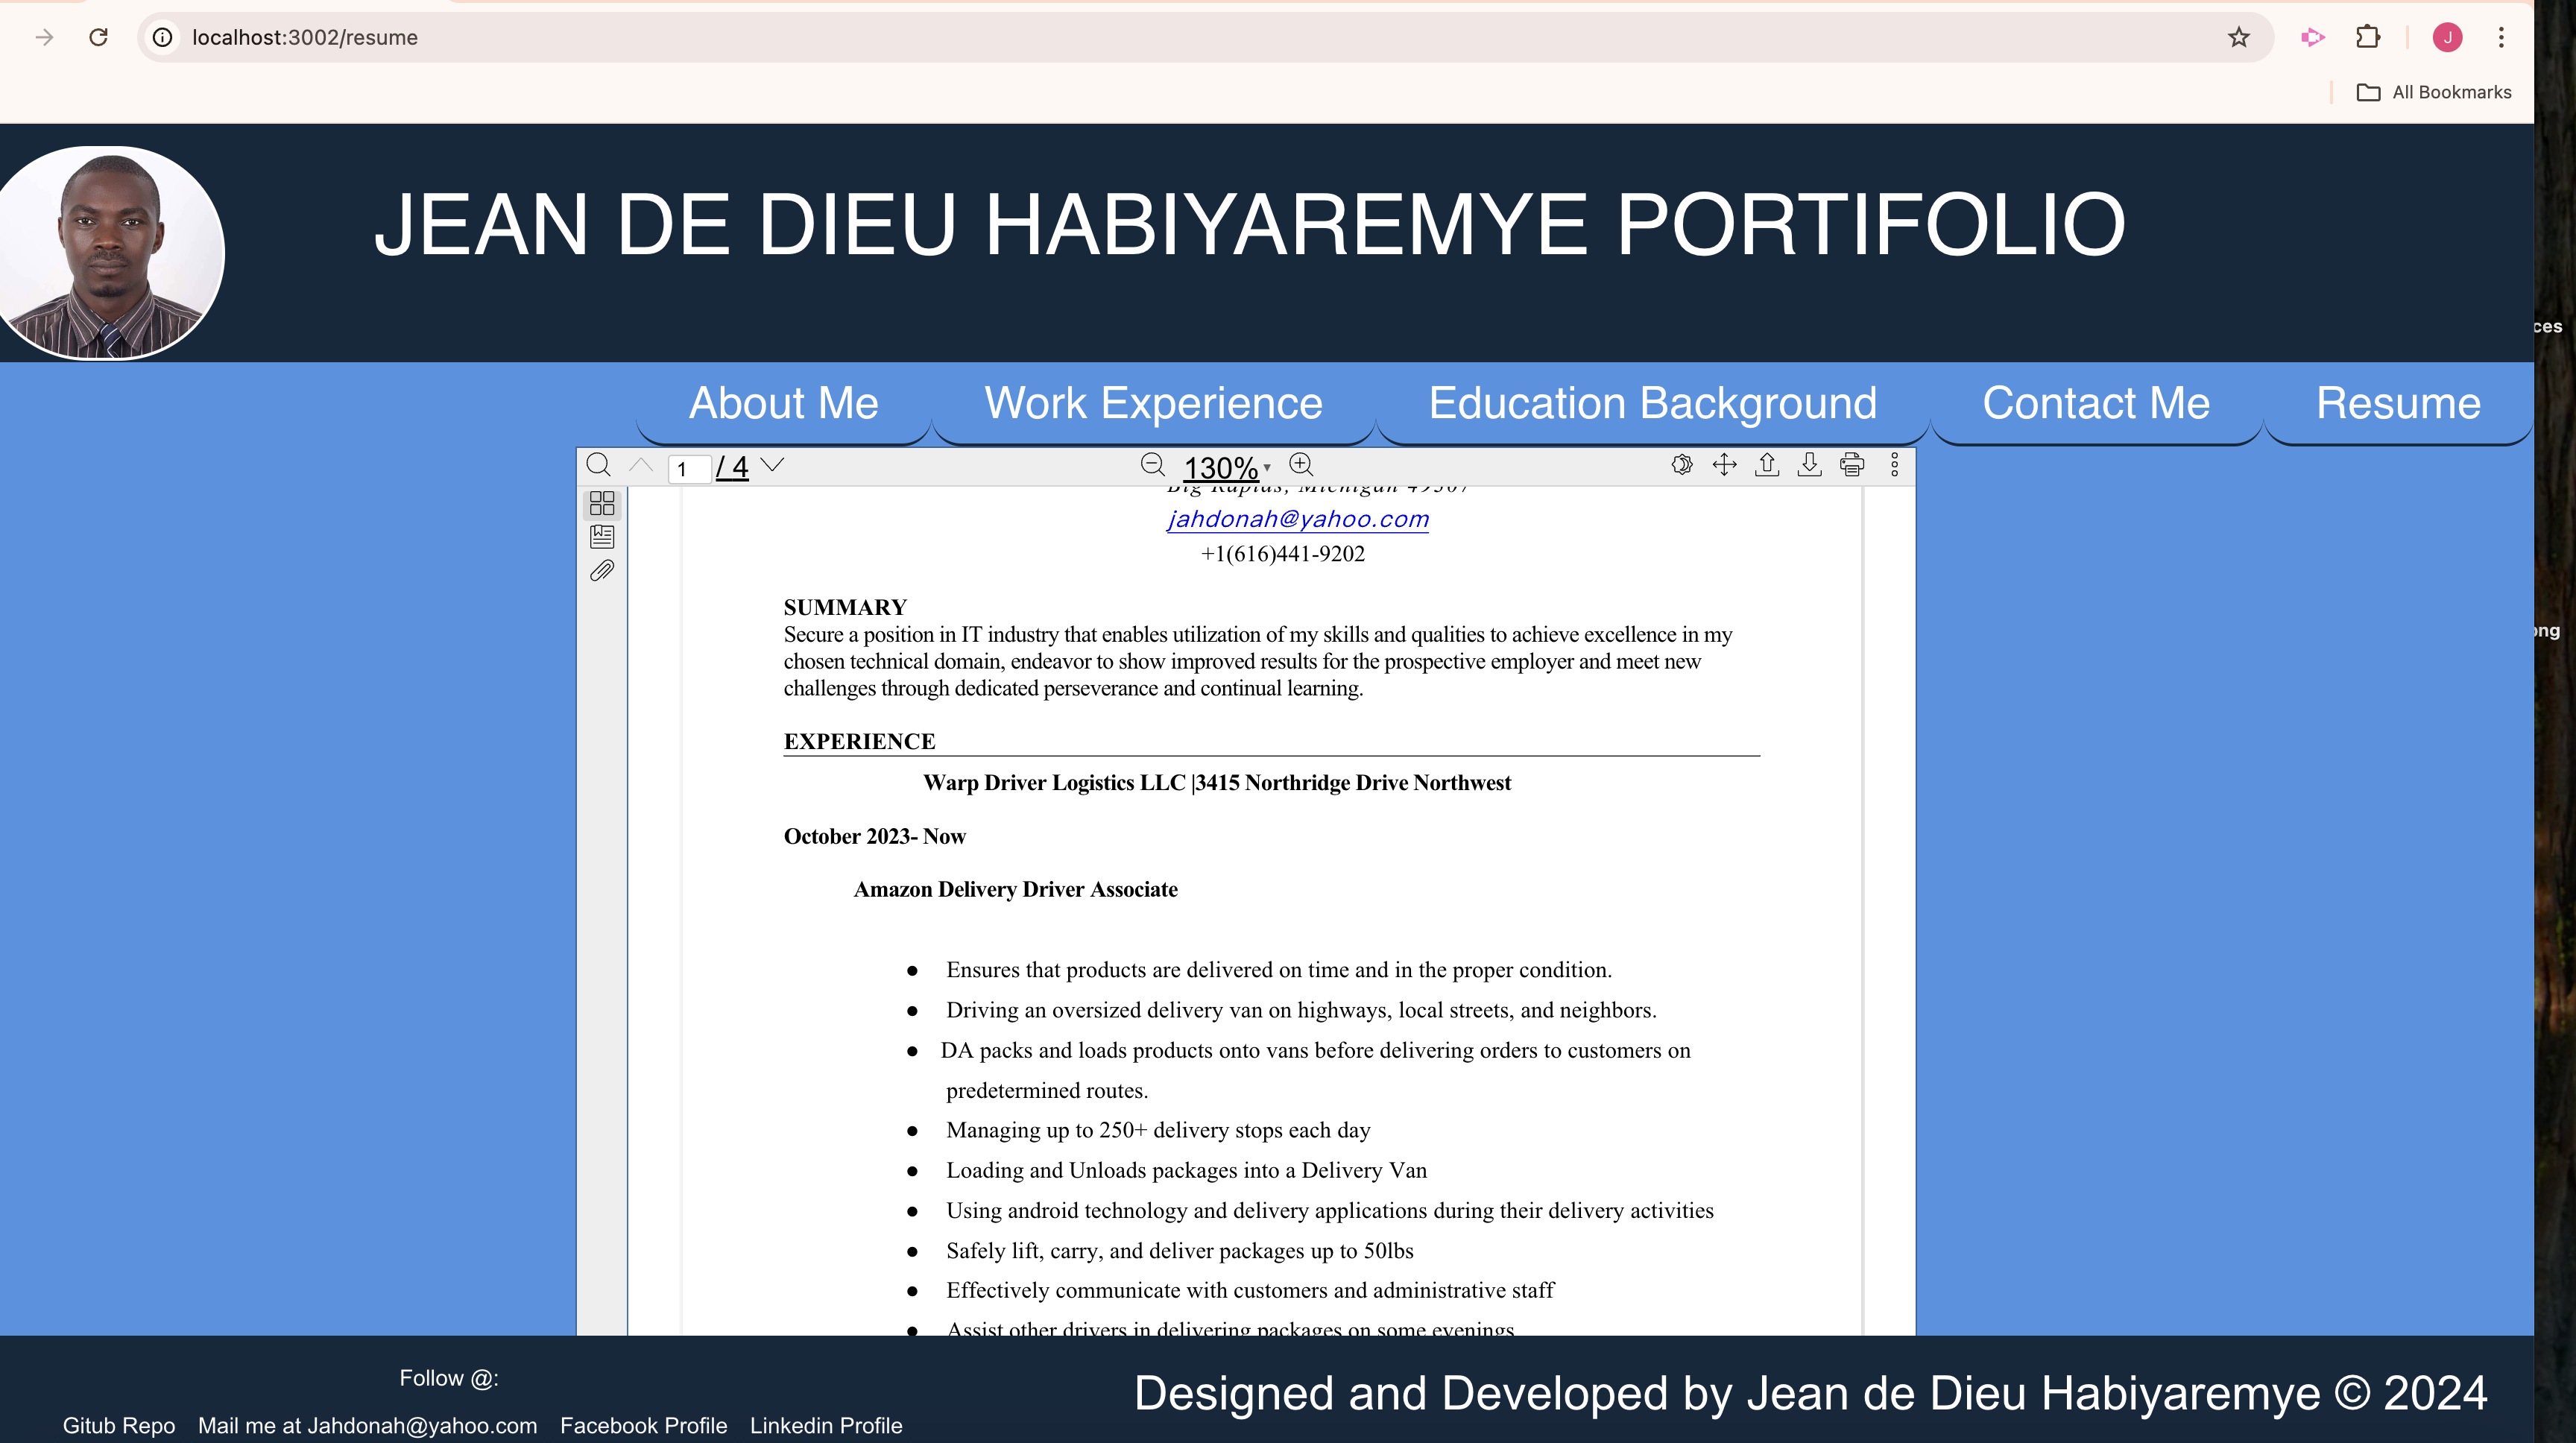 localhost:3002/resume
J
All Bookmarks
JEAN DE DIEU HABIYAREMYE PORTIFOLIO
ces
About Me Work Experience Education Background Contact Me Resume
1 / 4 130%
Big Rapids, Michigan 49307
jahdonah@yahoo.com
+1(616)441-9202
SUMMARY
Secure a position in IT industry that enables utilization of my skills and qualities to achieve excellence in my
chosen technical domain, endeavor to show improved results for the prospective employer and meet new
challenges through dedicated perseverance and continual learning.
EXPERIENCE
Warp Driver Logistics LLC |3415 Northridge Drive Northwest
October 2023- Now
Amazon Delivery Driver Associate
● Ensures that products are delivered on time and in the proper condition.
● Driving an oversized delivery van on highways, local streets, and neighbors.
● DA packs and loads products onto vans before delivering orders to customers on
predetermined routes.
● Managing up to 250+ delivery stops each day
● Loading and Unloads packages into a Delivery Van
● Using android technology and delivery applications during their delivery activities
● Safely lift, carry, and deliver packages up to 50lbs
● Effectively communicate with customers and administrative staff
● Assist other drivers in delivering packages on some evenings
Follow @:
Gitub Repo Mail me at Jahdonah@yahoo.com Facebook Profile Linkedin Profile
Designed and Developed by Jean de Dieu Habiyaremye © 2024